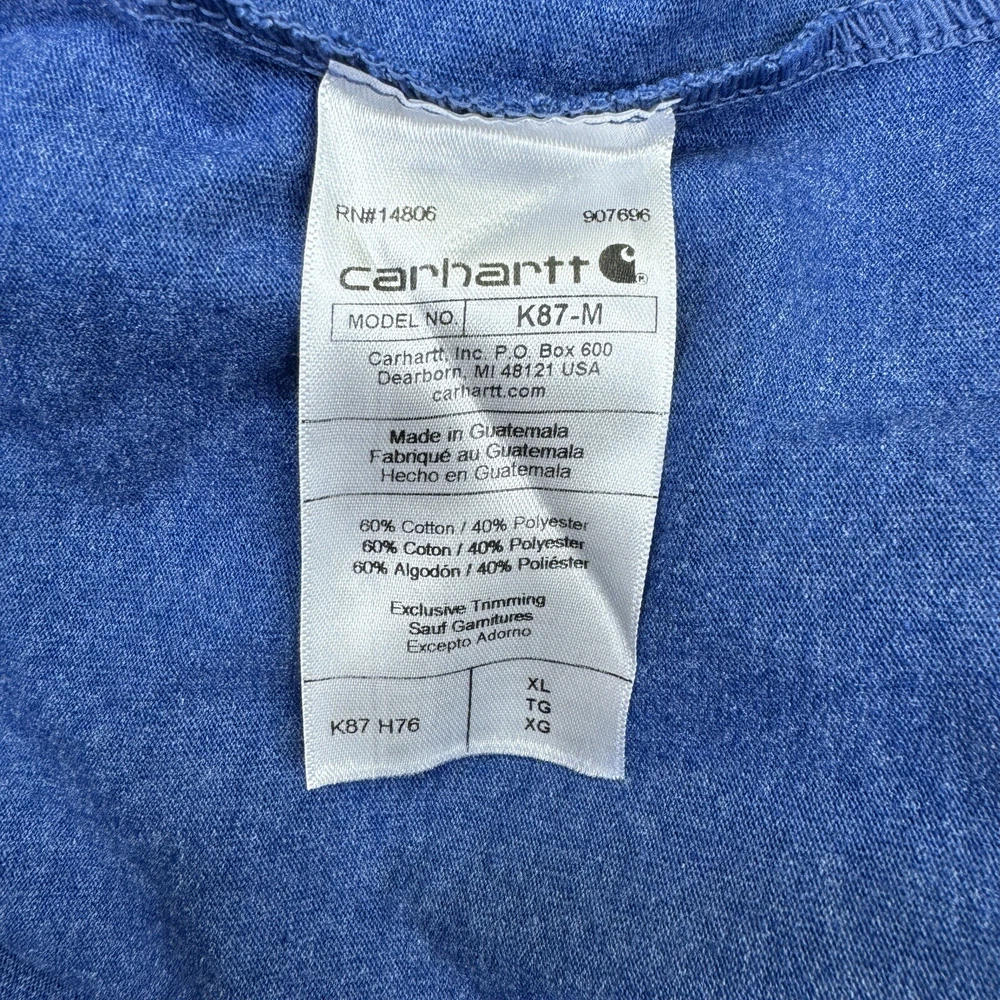 RN#14806 907696
carhartt ®
MODEL NO. K87-M
Carhartt, Inc. P.O. Box 600
Dearborn, MI 48121 USA
carhartt.com
Made in Guatemala
Fabriqué au Guatemala
Hecho en Guatemala
60% Cotton / 40% Polyester
60% Coton / 40% Polyester
60% Algodón / 40% Poliéster
Exclusive Trimming
Sauf Garnitures
Excepto Adorno
K87 H76
XL
TG
XG